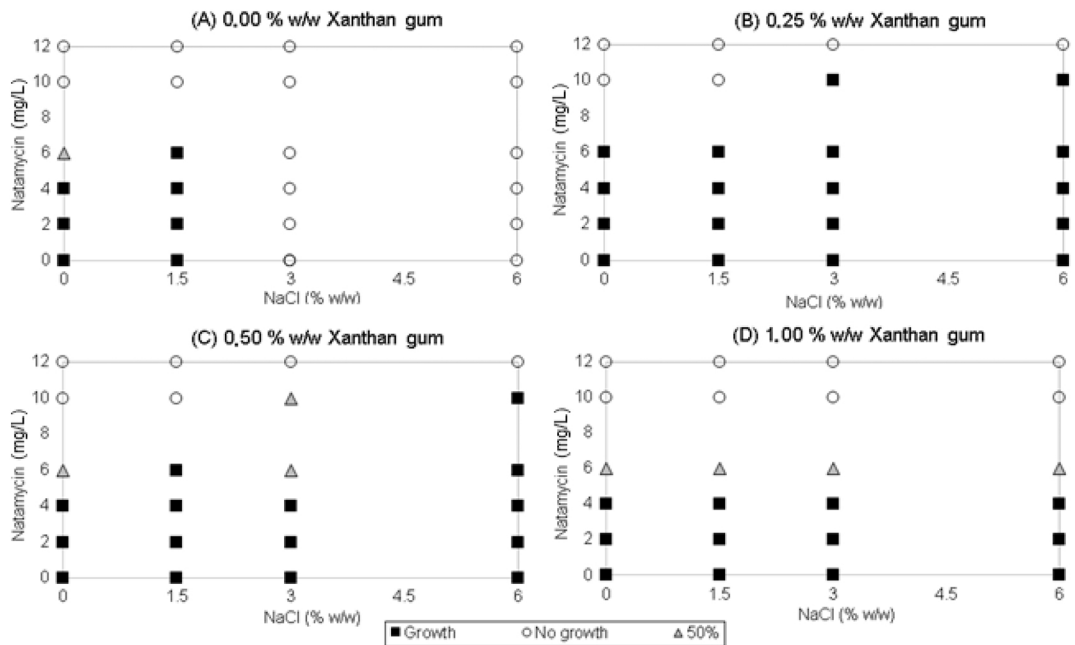 (A) 0.00 % w/w Xanthan gum
Natamycin (mg/L)
12
10
8
6
4
2
0
0 1.5 3 4.5 6
NaCl (% w/w)
(B) 0.25 % w/w Xanthan gum
Natamycin (mg/L)
12
10
8
6
4
2
0
0 1.5 3 4.5 6
NaCl (% w/w)
(C) 0.50 % w/w Xanthan gum
Natamycin (mg/L)
12
10
8
6
4
2
0
0 1.5 3 4.5 6
NaCl (% w/w)
(D) 1.00 % w/w Xanthan gum
Natamycin (mg/L)
12
10
8
6
4
2
0
0 1.5 3 4.5 6
NaCl (% w/w)
Growth No growth 50%